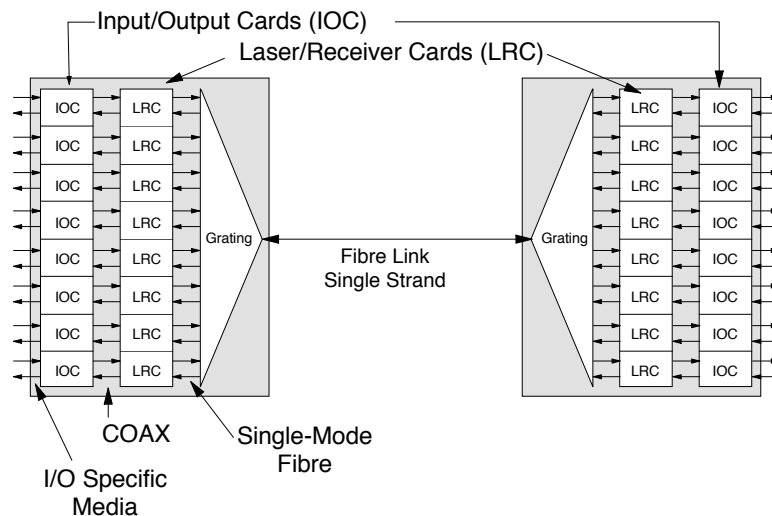 Input/Output Cards (IOC)
Laser/Receiver Cards (LRC)
IOC LRC LRC IOC
IOC LRC LRC IOC
IOC LRC LRC IOC
IOC LRC Grating Grating LRC IOC
IOC LRC LRC IOC
IOC LRC LRC IOC
IOC LRC LRC IOC
IOC LRC LRC IOC
Fibre Link
Single Strand
COAX
Single-Mode
Fibre
I/O Specific
Media